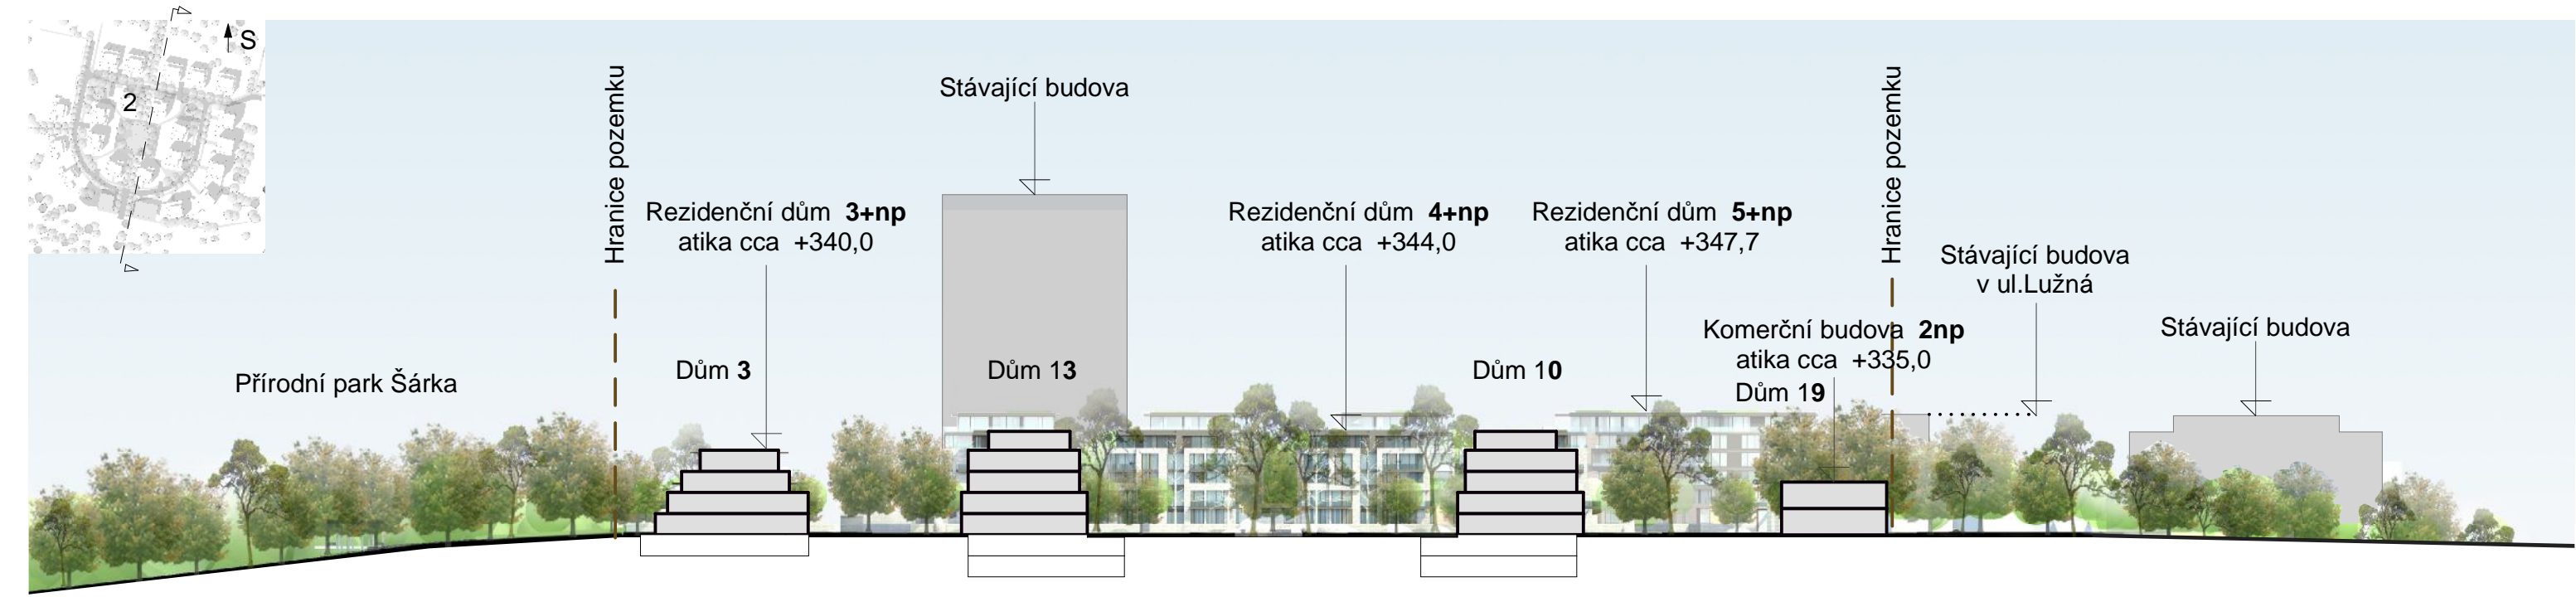 S
2
Hranice pozemku
Stávající budova
Hranice pozemku
Rezidenční dům 3+np
atika cca +340,0
Rezidenční dům 4+np
atika cca +344,0
Rezidenční dům 5+np
atika cca +347,7
Stávající budova
v ul.Lužná
Komerční budova 2np
atika cca +335,0
Dům 19
Stávající budova
Přírodní park Šárka
Dům 3
Dům 13
Dům 10